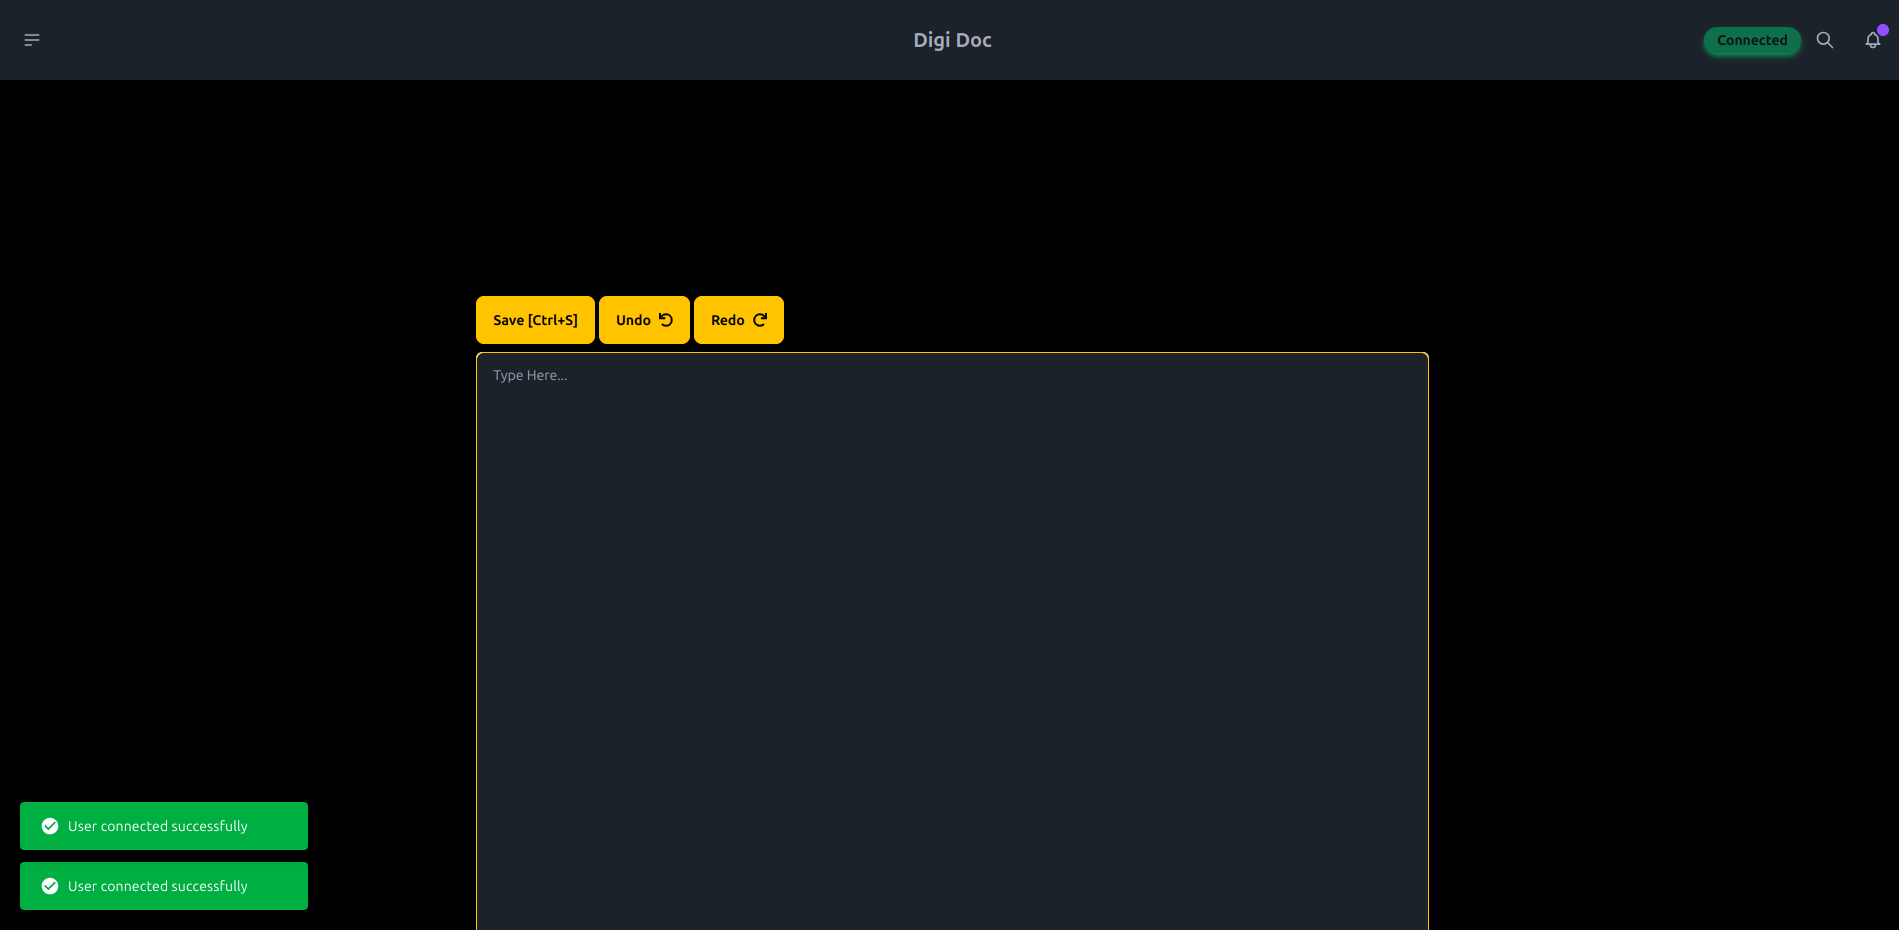 Digi Doc
Connected
Save [Ctrl+S]
Undo
Redo
Type Here...
User connected successfully
User connected successfully